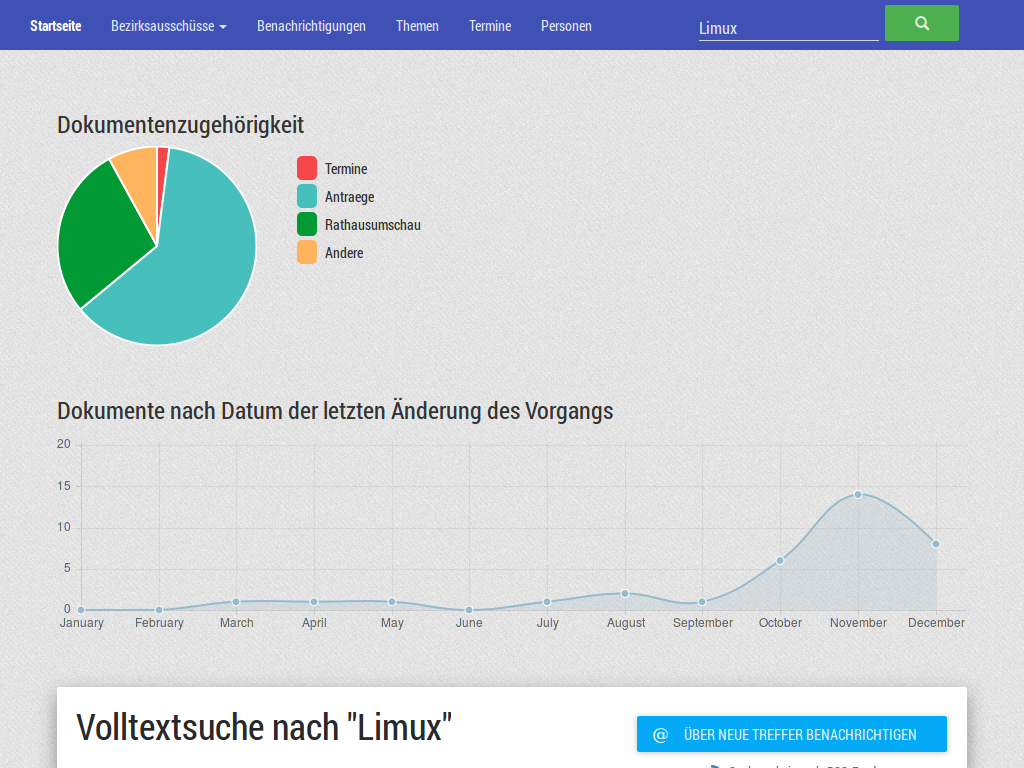 Startseite Bezirksausschüsse Benachrichtigungen Themen Termine Personen Limux
Dokumentenzugehörigkeit
Termine
Antraege
Rathausumschau
Andere
Dokumente nach Datum der letzten Änderung des Vorgangs
20
15
10
5
0
January February March April May June July August September October November December
Volltextsuche nach "Limux"
@ ÜBER NEUE TREFFER BENACHRICHTIGEN